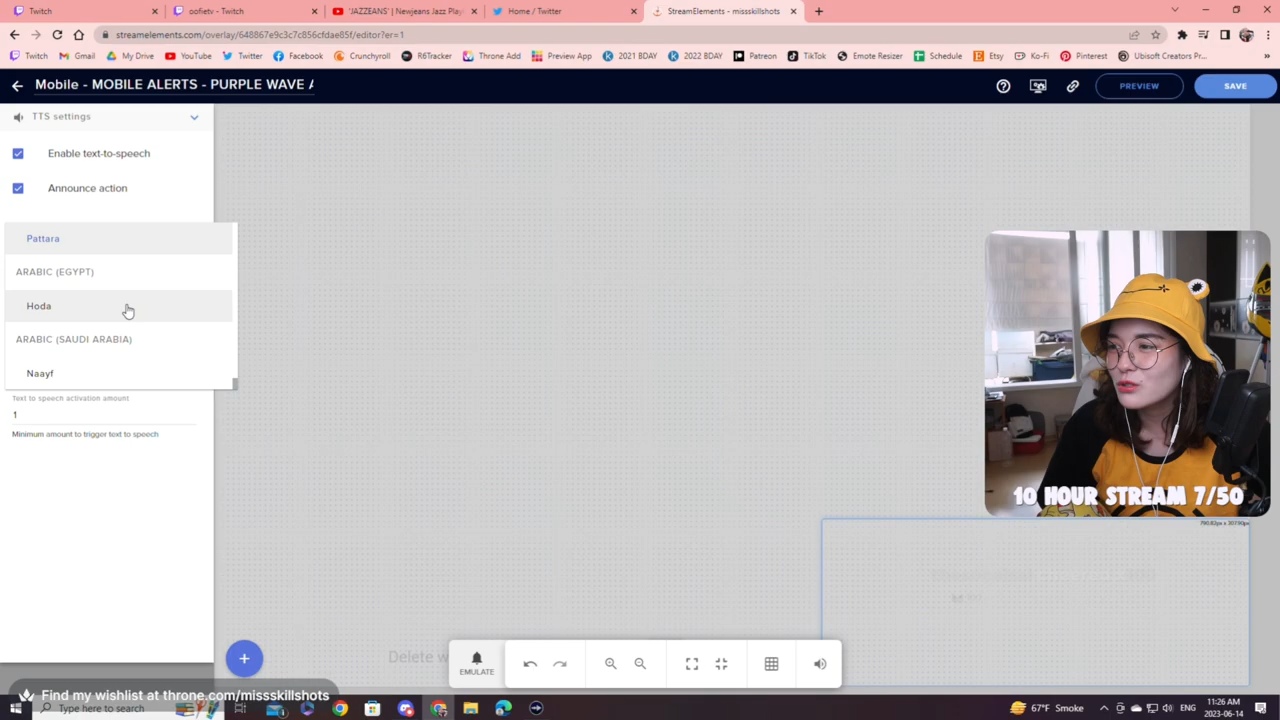 Twitch
oofietv - Twitch
"JAZZEANS" | Newjeans Jazz Play
Home / Twitter
StreamElements - missskillshots
streamelements.com/overlay/648867e9c3c7c856cfdae85f/editor?er=1
Twitch
Gmail
My Drive
YouTube
Twitter
Facebook
Crunchyroll
R6Tracker
Throne Add
Preview App
2021 BDAY
2022 BDAY
Patreon
TikTok
Emote Resizer
Schedule
Etsy
Ko-Fi
Pinterest
Ubisoft Creators Pr...
Mobile - MOBILE ALERTS - PURPLE WAVE A
PREVIEW
SAVE
TTS settings
Enable text-to-speech
Announce action
Pattara
ARABIC (EGYPT)
Hoda
ARABIC (SAUDI ARABIA)
Naayf
Text to speech activation amount
1
Minimum amount to trigger text to speech
10 HOUR STREAM 7/50
Delete w
EMULATE
Find my wishlist at throne.com/missskillshots
Type here to search
67°F Smoke
ENG
11:26 AM
2023-06-14